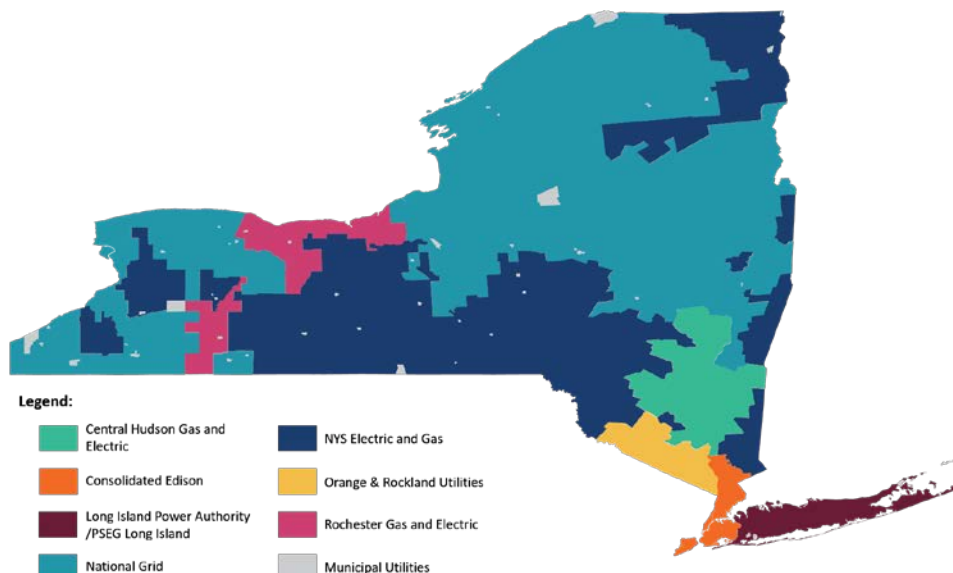 Legend:
Central Hudson Gas and
Electric
NYS Electric and Gas
Consolidated Edison
Orange & Rockland Utilities
Long Island Power Authority
/PSEG Long Island
Rochester Gas and Electric
National Grid
Municipal Utilities